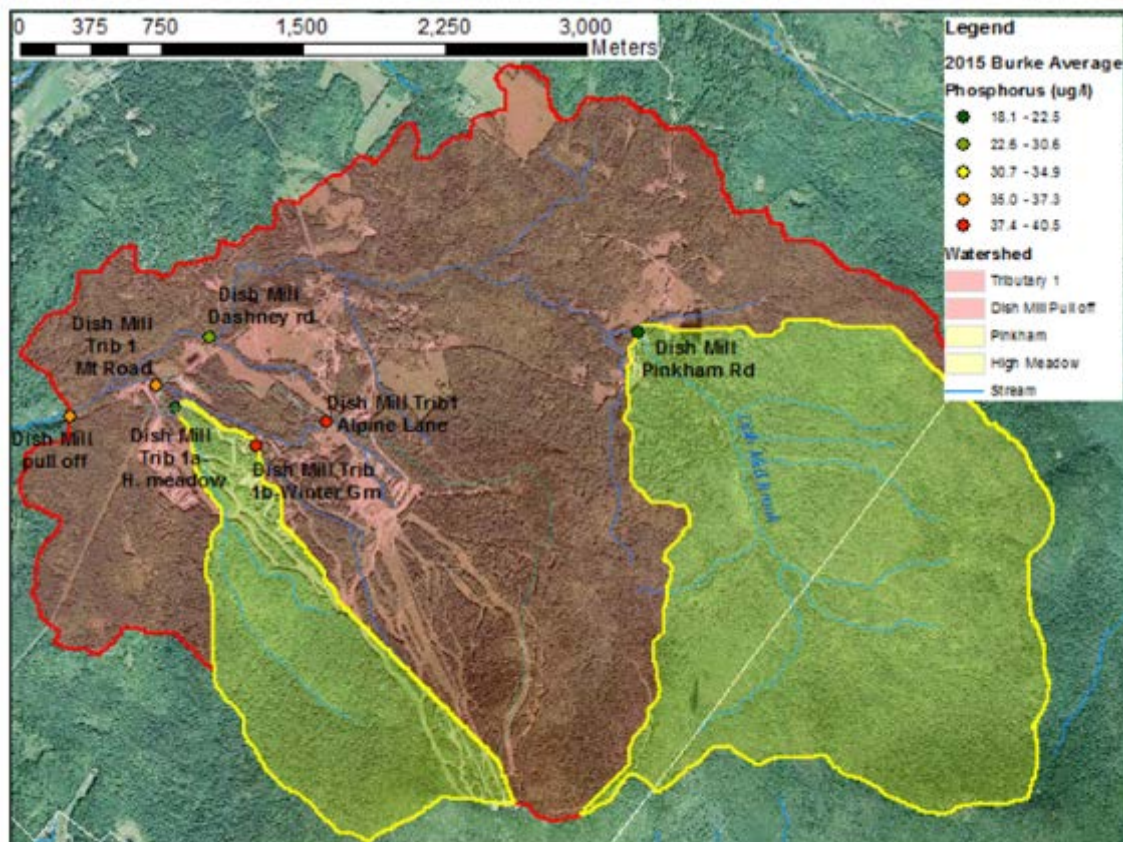 0 375 750 1,500 2,250 3,000
Meters
Legend
2015 Burke Average
Phosphorus (ug/l)
18.1 - 22.5
22.6 - 30.6
30.7 - 34.9
35.0 - 37.3
37.4 - 40.5
Watershed
Tributary 1
Dish Mill Pull off
Pinkham
High Meadow
Stream
Dish Mill
Dashney rd
Dish Mill
Trib 1
Mt Road
Dish Mill
Pinkham Rd
Dish Mill
pull off
Dish Mill
Trib 1a-
H. meadow
Dish Mill Trib1
Alpine Lane
Dish Mill Trib
1b-Winter Grn
Dish Mill Brook